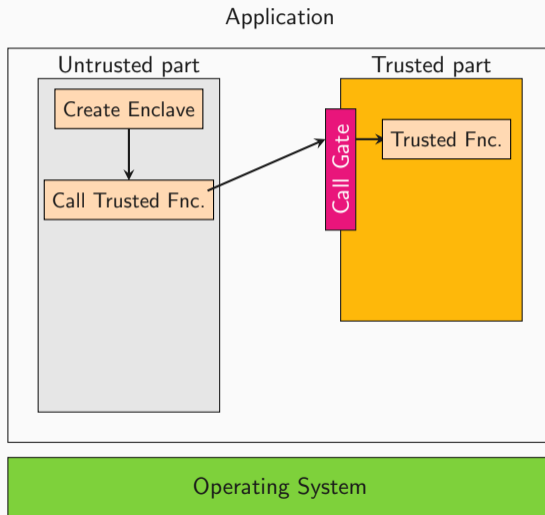 Application
Untrusted part
Trusted part
Create Enclave
Call Trusted Fnc.
Call Gate
Trusted Fnc.
Operating System